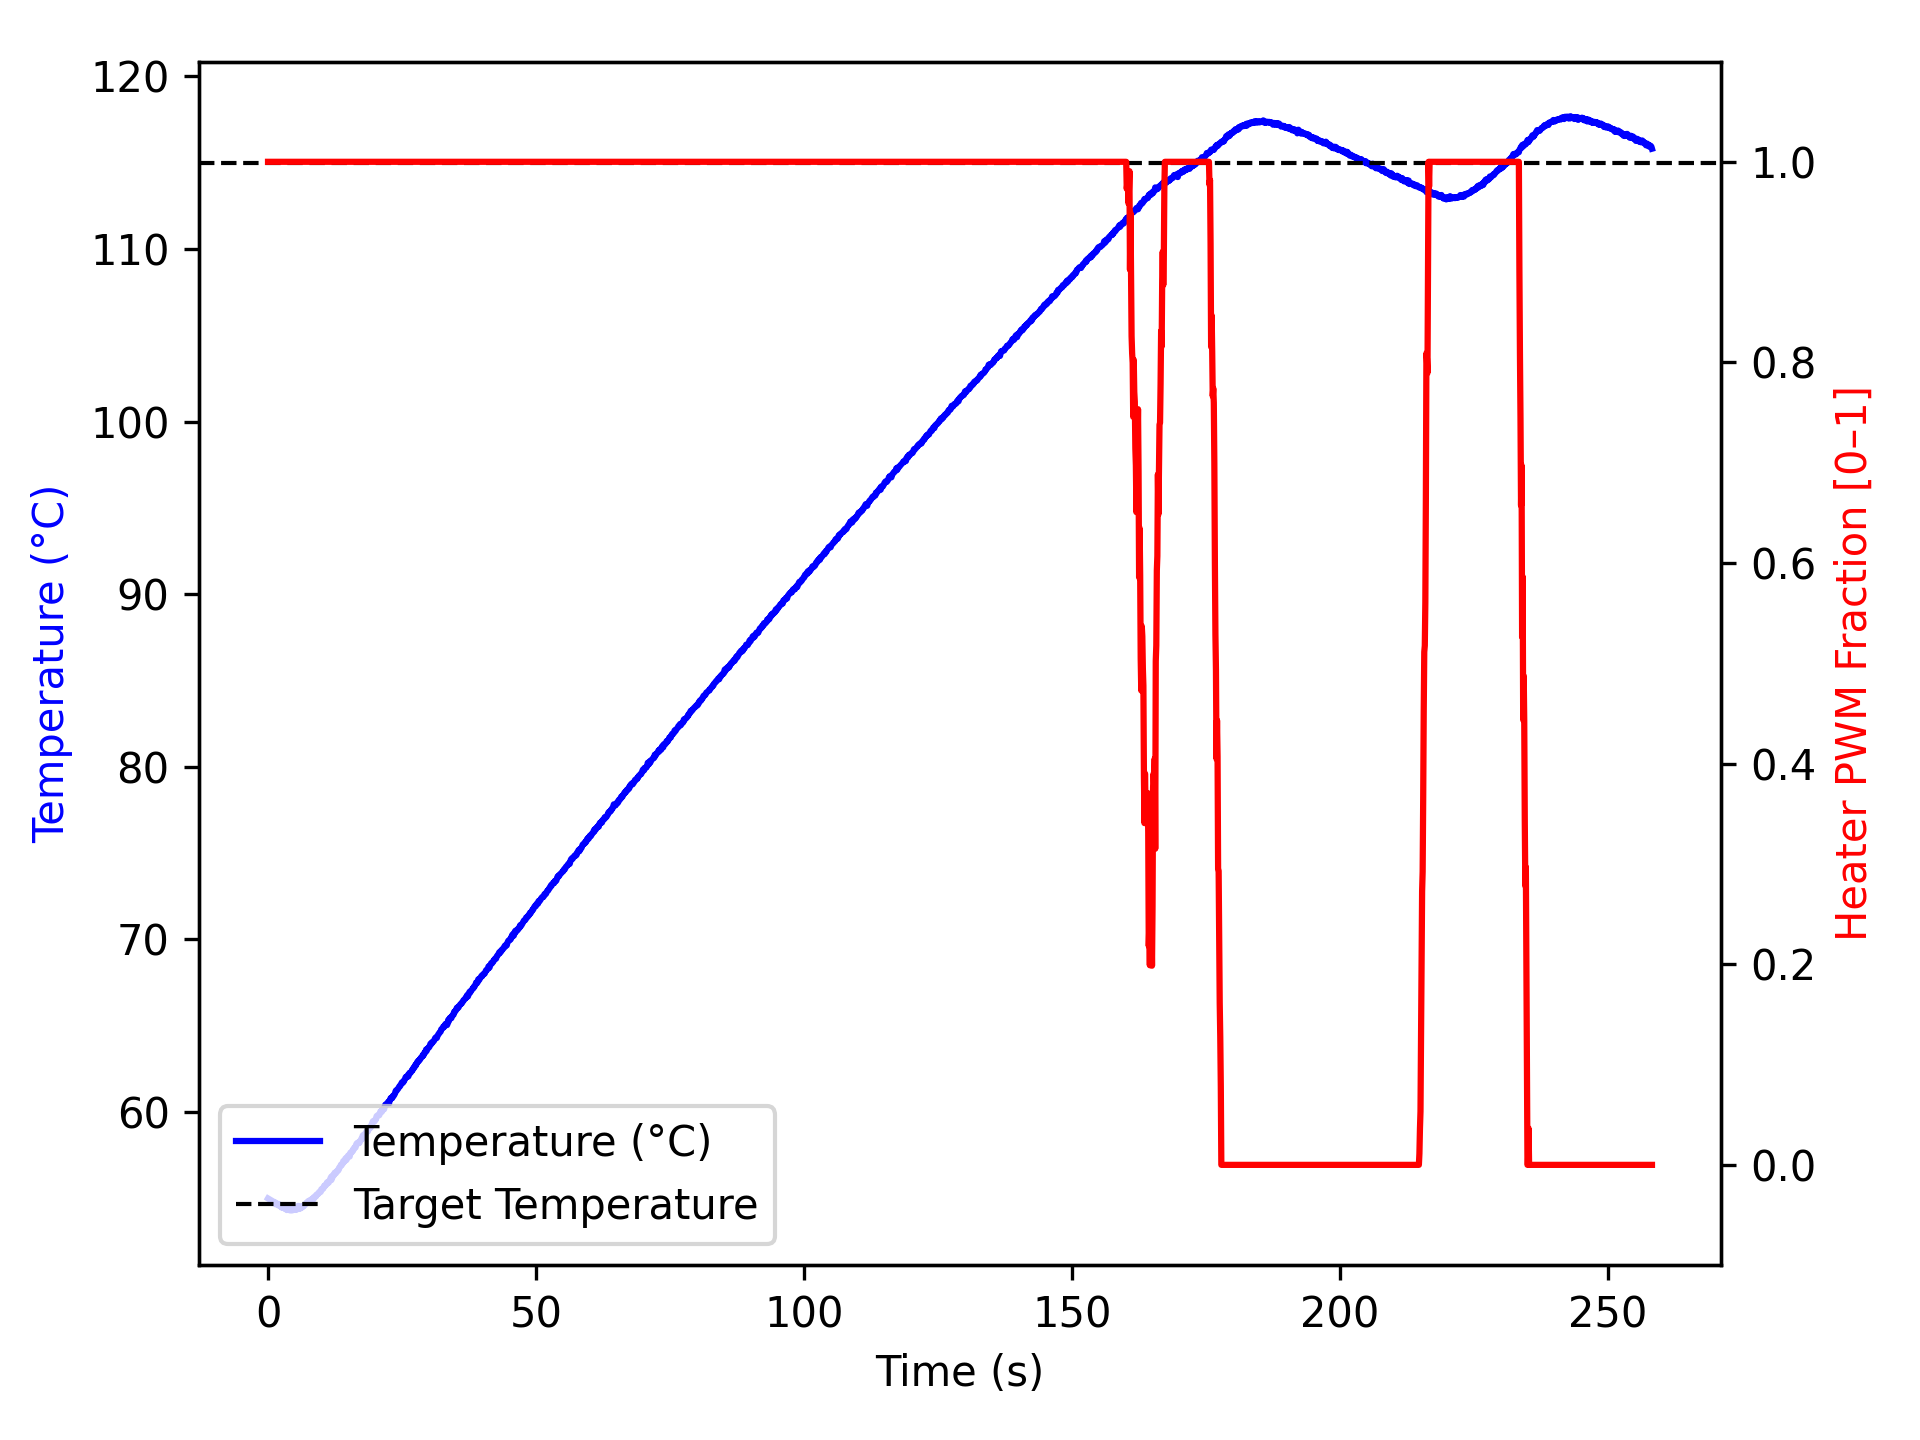 120
110
100
90
80
70
60
Temperature (°C)
1.0
0.8
0.6
0.4
0.2
0.0
Heater PWM Fraction [0–1]
Temperature (°C)
Target Temperature
0 50 100 150 200 250
Time (s)